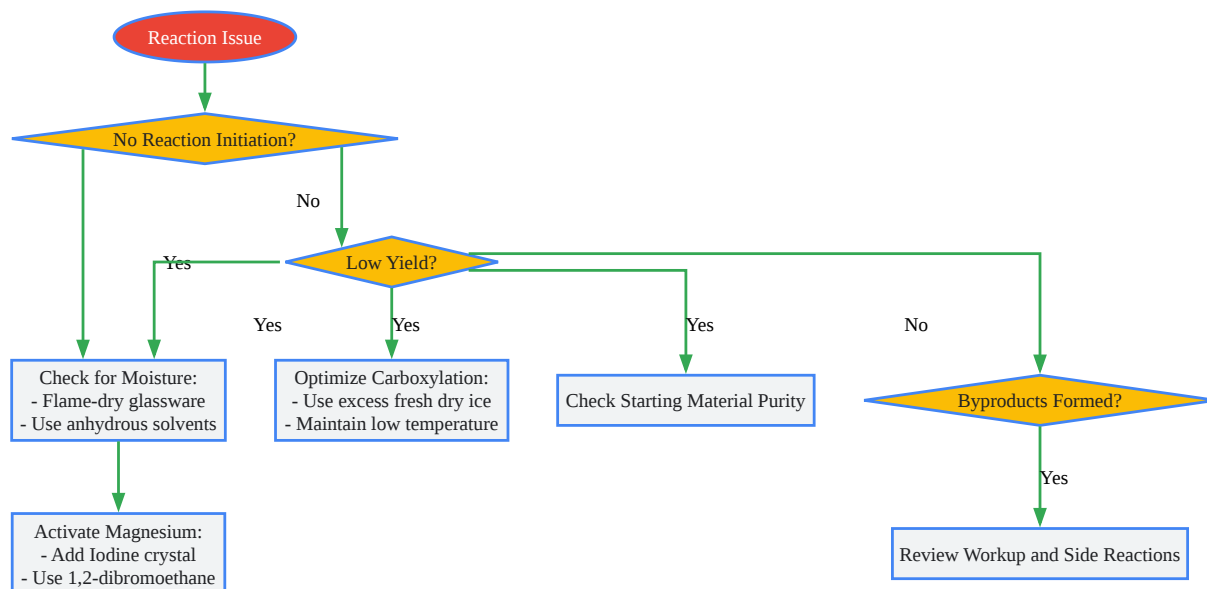 Reaction Issue
No Reaction Initiation?
No
Yes
Low Yield?
Yes
Yes
Yes
No
Check for Moisture:
- Flame-dry glassware
- Use anhydrous solvents
Optimize Carboxylation:
- Use excess fresh dry ice
- Maintain low temperature
Check Starting Material Purity
Byproducts Formed?
Yes
Activate Magnesium:
- Add Iodine crystal
- Use 1,2-dibromoethane
Review Workup and Side Reactions